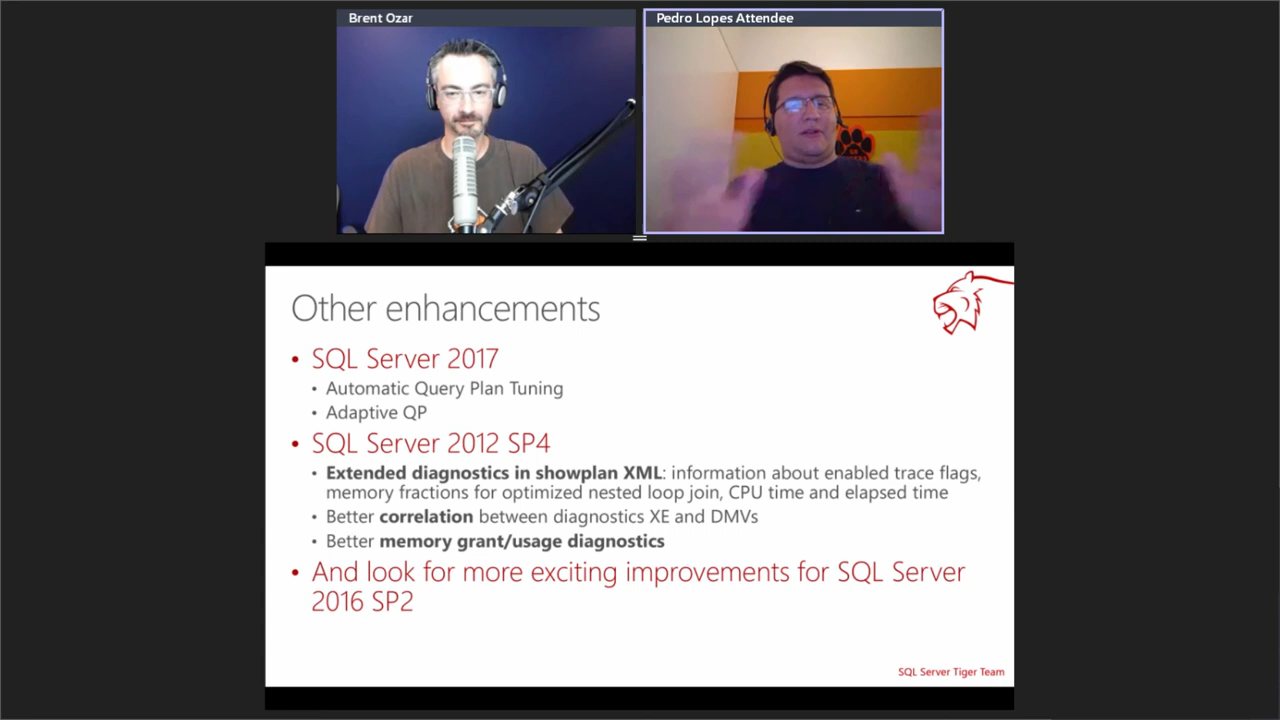 Brent Ozar
Pedro Lopes Attendee
Other enhancements
• SQL Server 2017
• Automatic Query Plan Tuning
• Adaptive QP
• SQL Server 2012 SP4
• Extended diagnostics in showplan XML: information about enabled trace flags,
memory fractions for optimized nested loop join, CPU time and elapsed time
• Better correlation between diagnostics XE and DMVs
• Better memory grant/usage diagnostics
• And look for more exciting improvements for SQL Server
2016 SP2
SQL Server Tiger Team